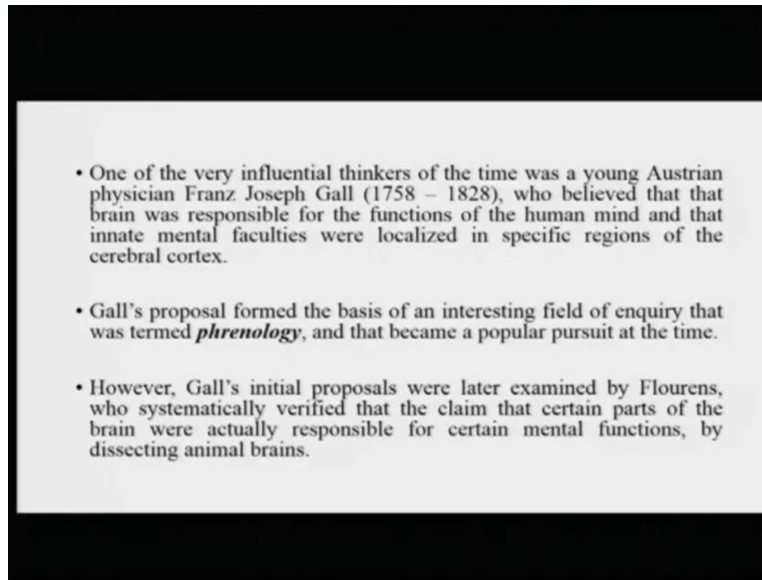 • One of the very influential thinkers of the time was a young Austrian
physician Franz Joseph Gall (1758 – 1828), who believed that that
brain was responsible for the functions of the human mind and that
innate mental faculties were localized in specific regions of the
cerebral cortex.
• Gall's proposal formed the basis of an interesting field of enquiry that
was termed phrenology, and that became a popular pursuit at the time.
• However, Gall's initial proposals were later examined by Flourens,
who systematically verified that the claim that certain parts of the
brain were actually responsible for certain mental functions, by
dissecting animal brains.